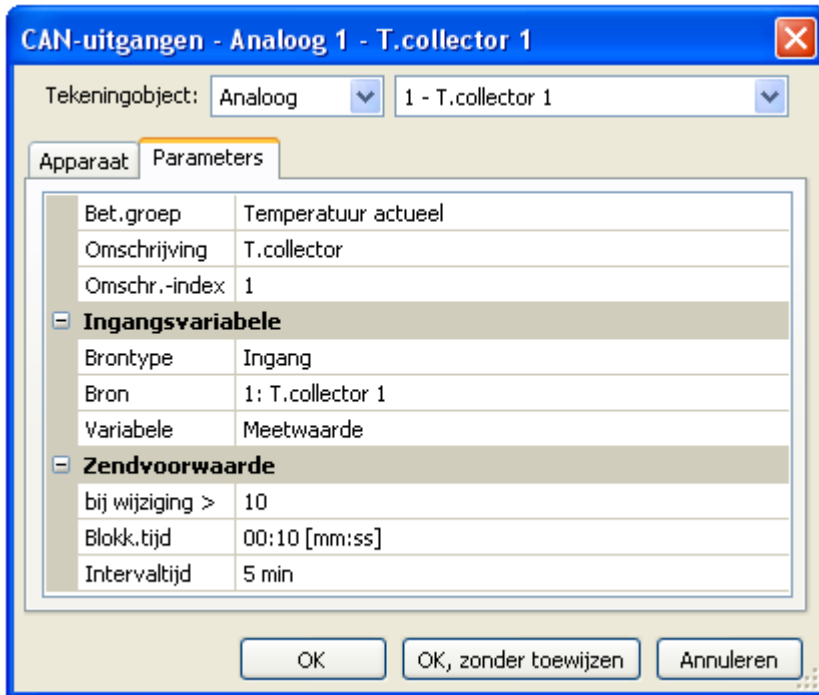 CAN-uitgangen - Analoog 1 - T.collector 1
Tekeningobject: Analoog 1 - T.collector 1
Apparaat Parameters
Bet.groep Temperatuur actueel
Omschrijving T.collector
Omschr.-index 1
Ingangsvariabele
Brontype Ingang
Bron 1: T.collector 1
Variabele Meetwaarde
Zendvoorwaarde
bij wijziging > 10
Blokk.tijd 00:10 [mm:ss]
Intervaltijd 5 min
OK OK, zonder toewijzen Annuleren